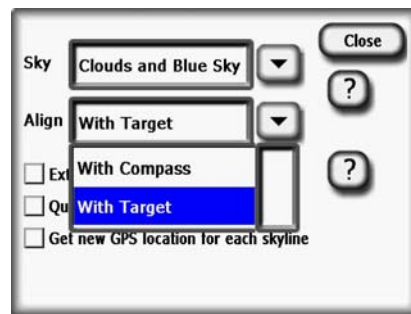 Close
Sky Clouds and Blue Sky
?
Align With Target
With Compass
?
Ext
With Target
Qu
Get new GPS location for each skyline